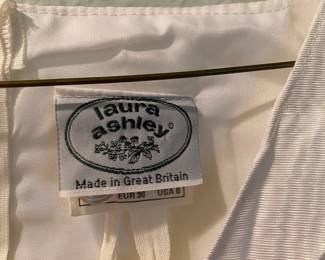 laura
ashley©
Made in Great Britain
EUR 36 USA 8